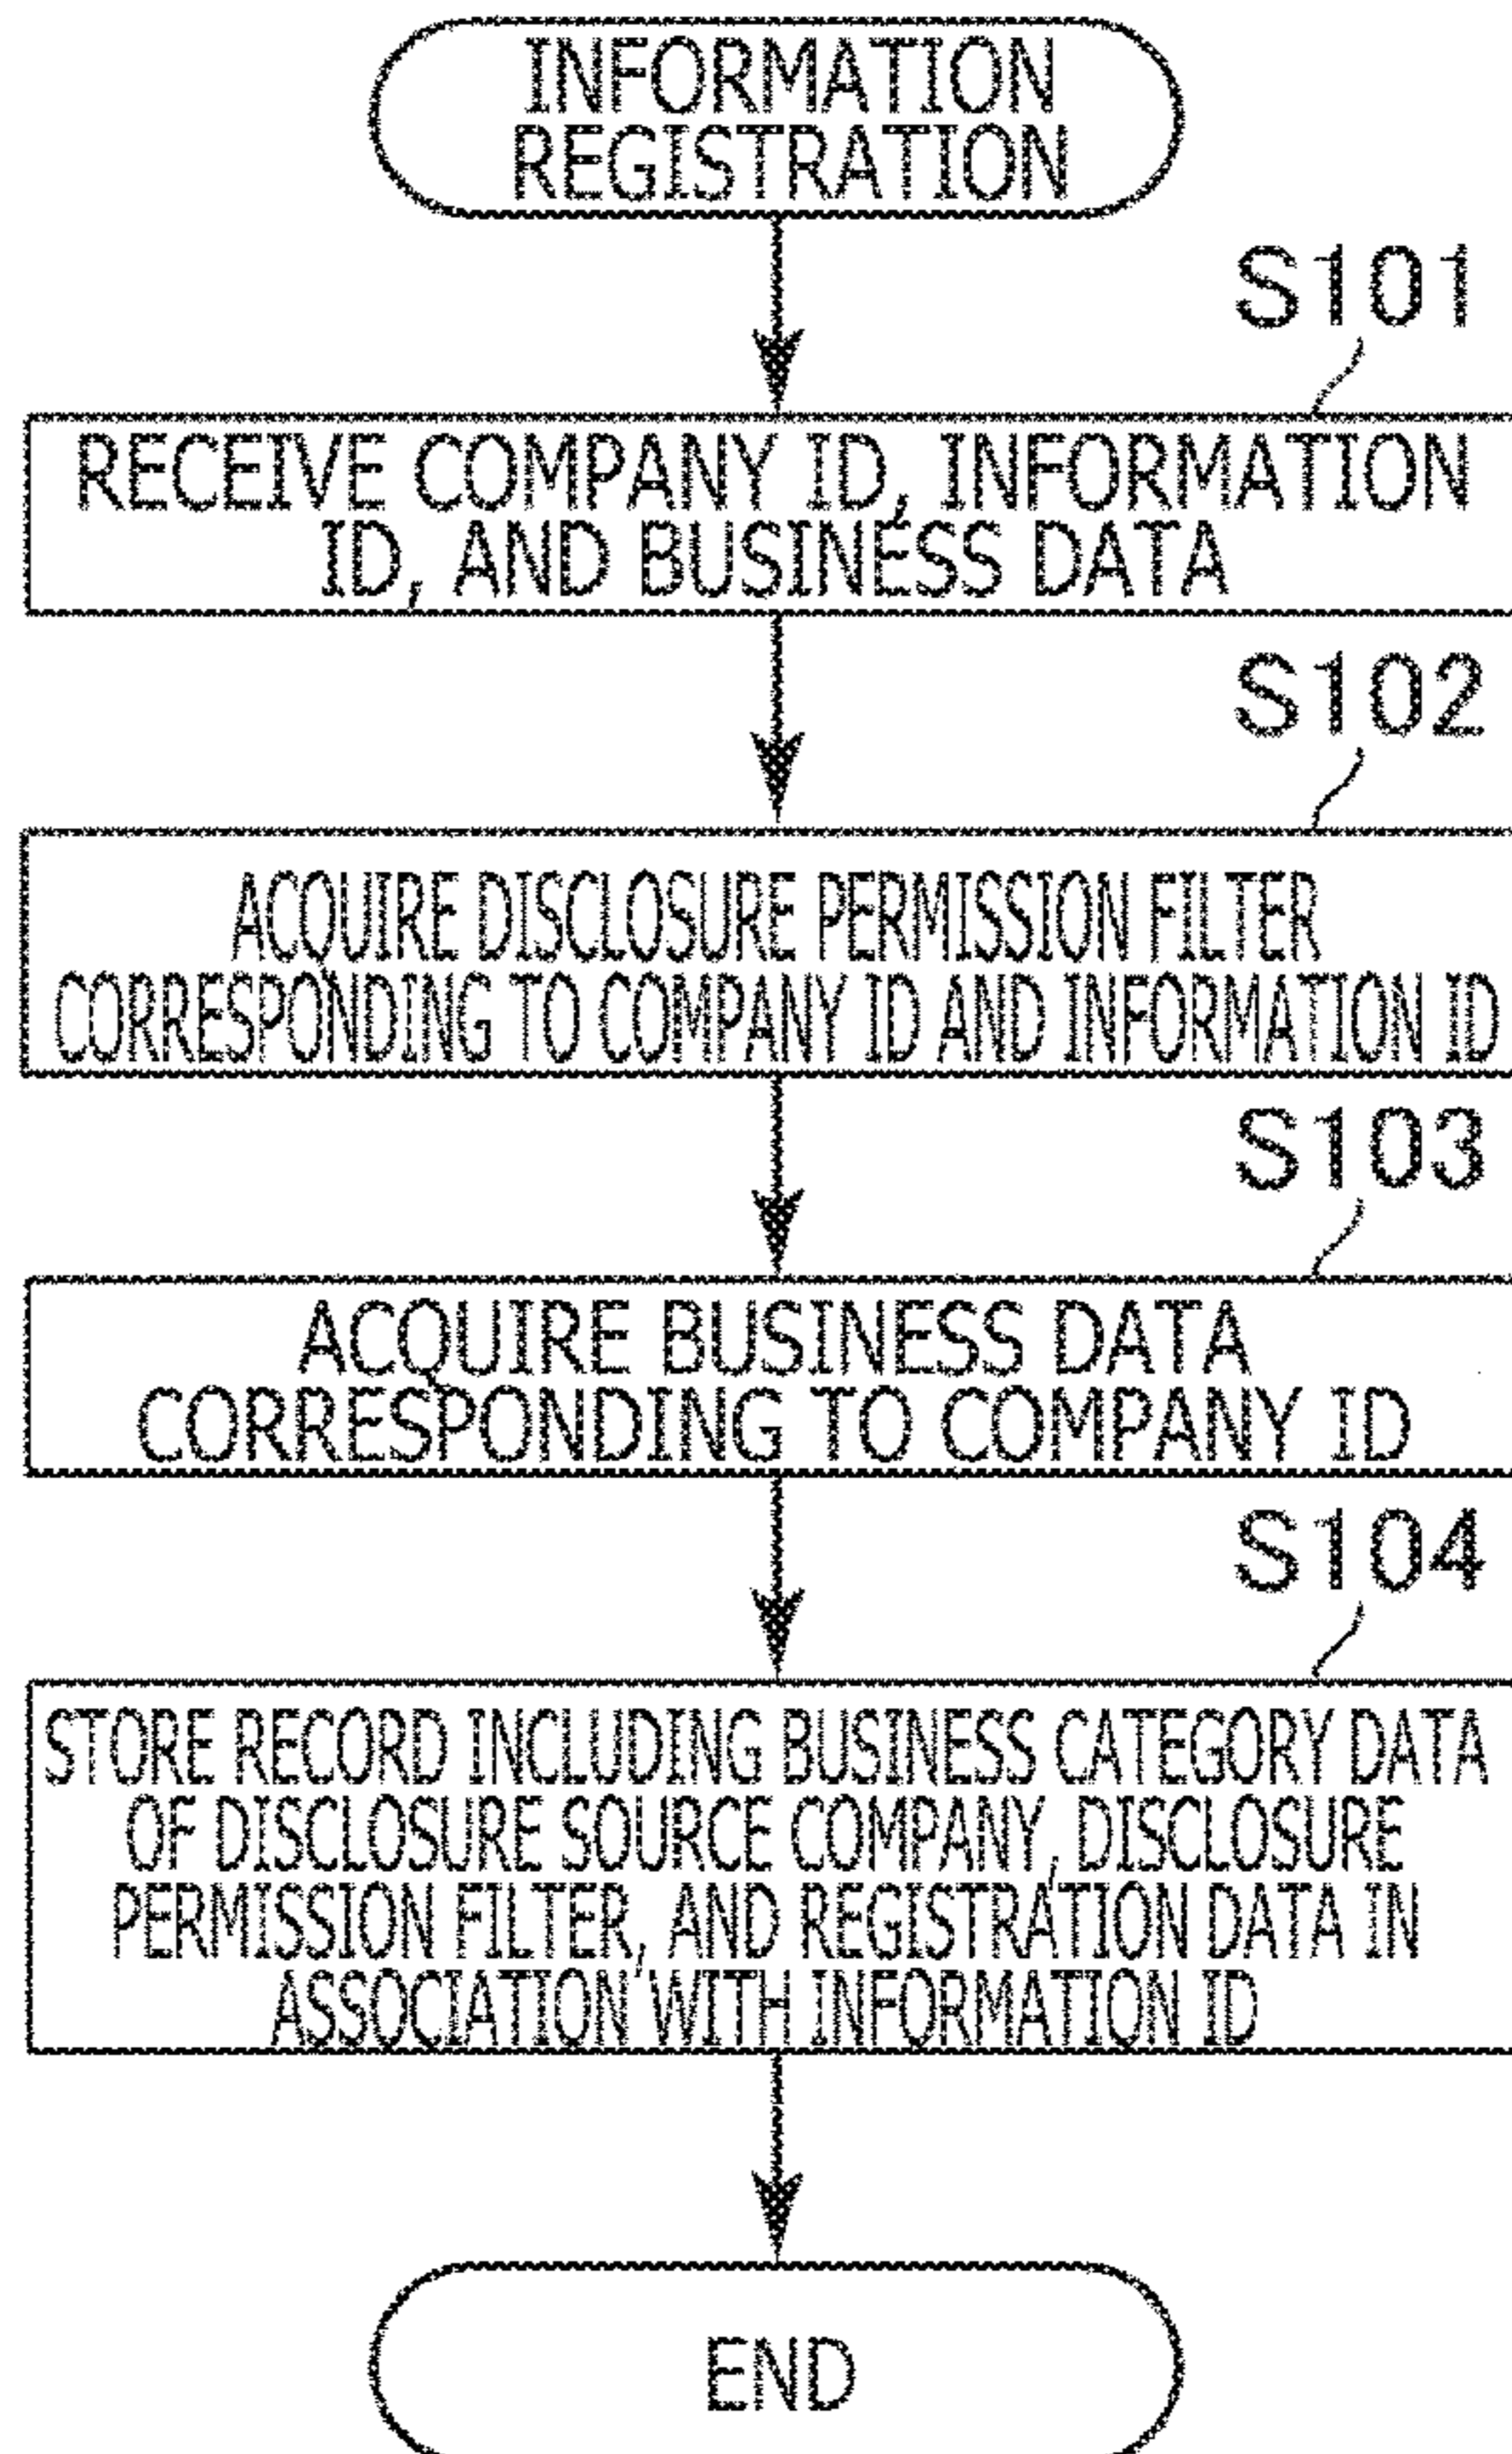 INFORMATION
REGISTRATION
S101
RECEIVE COMPANY ID, INFORMATION
ID, AND BUSINESS DATA
S102
ACQUIRE DISCLOSURE PERMISSION FILTER
CORRESPONDING TO COMPANY ID AND INFORMATION ID
S103
ACQUIRE BUSINESS DATA
CORRESPONDING TO COMPANY ID
S104
STORE RECORD INCLUDING BUSINESS CATEGORY DATA
OF DISCLOSURE SOURCE COMPANY, DISCLOSURE
PERMISSION FILTER, AND REGISTRATION DATA IN
ASSOCIATION WITH INFORMATION ID
END